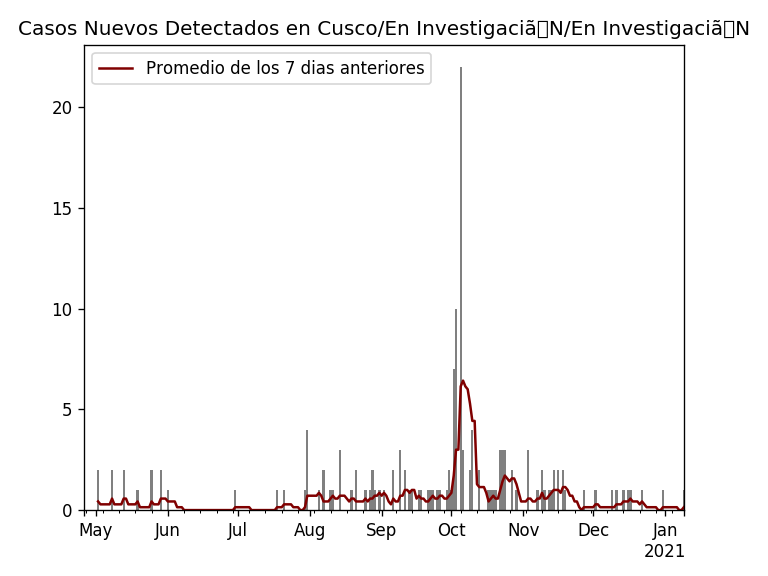 Casos Nuevos Detectados en Cusco/En Investigaciã▯N/En Investigaciã▯N
Promedio de los 7 dias anteriores
20
15
10
5
0
May Jun Jul Aug Sep Oct Nov Dec Jan
2021